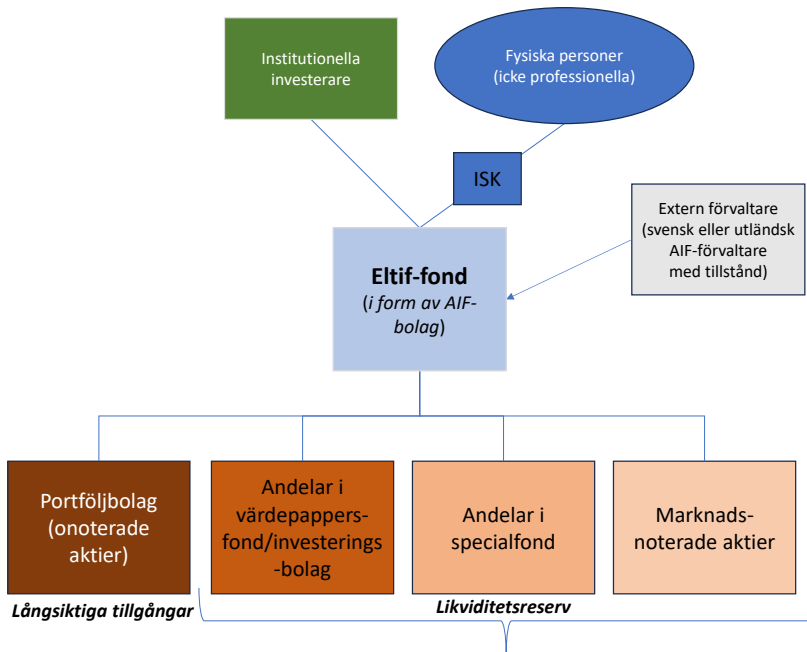 Institutionella
investerare
Fysiska personer
(icke professionella)
ISK
Extern förvaltare
(svensk eller utländsk
AIF-förvaltare
med tillstånd)
Eltif-fond
(i form av AIF-
bolag)
Portföljbolag
(onoterade
aktier)
Andelar i
värdepappers-
fond/investerings
-bolag
Andelar i
specialfond
Marknads-
noterade aktier
Långsiktiga tillgångar
Likviditetsreserv